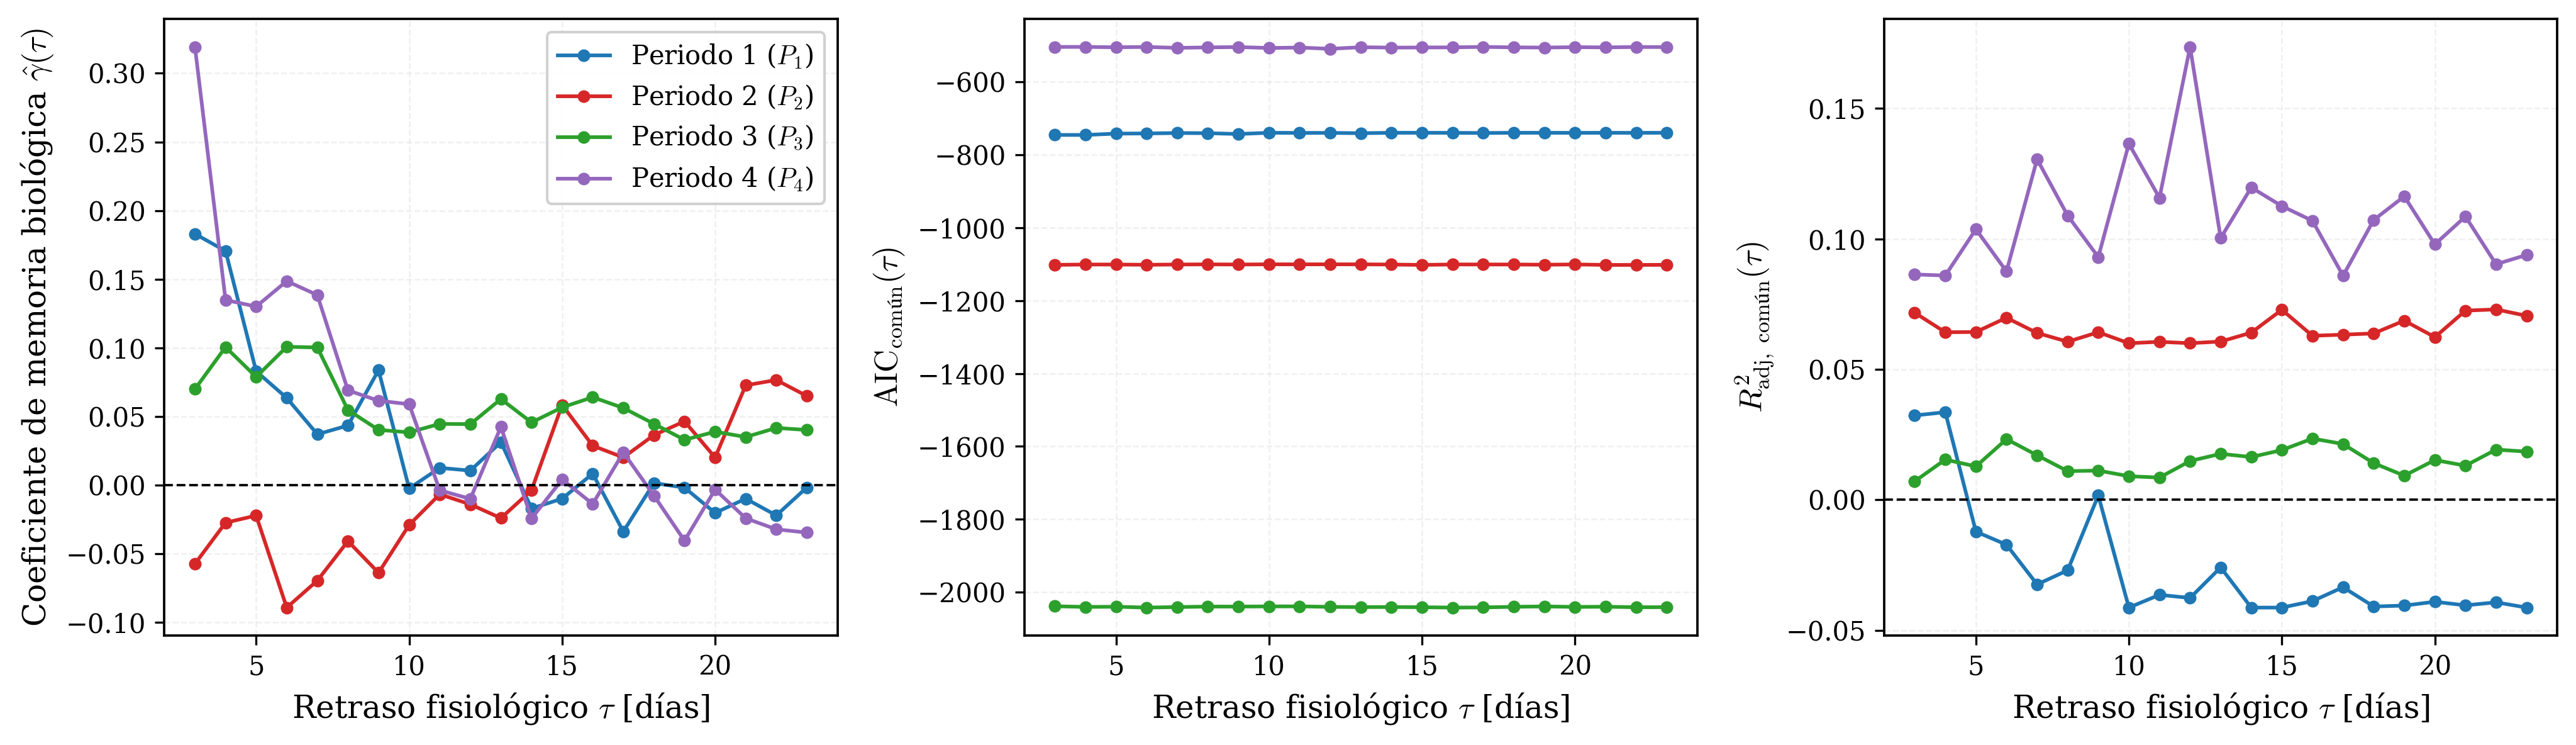 Coeficiente de memoria biológica γ̂(τ)
0.30
0.25
0.20
0.15
0.10
0.05
0.00
−0.05
−0.10
5 10 15 20
Retraso fisiológico τ [días]
Periodo 1 (P₁)
Periodo 2 (P₂)
Periodo 3 (P₃)
Periodo 4 (P₄)
AIC_común(τ)
−600
−800
−1000
−1200
−1400
−1600
−1800
−2000
5 10 15 20
Retraso fisiológico τ [días]
R²_adj, común(τ)
0.15
0.10
0.05
0.00
−0.05
5 10 15 20
Retraso fisiológico τ [días]